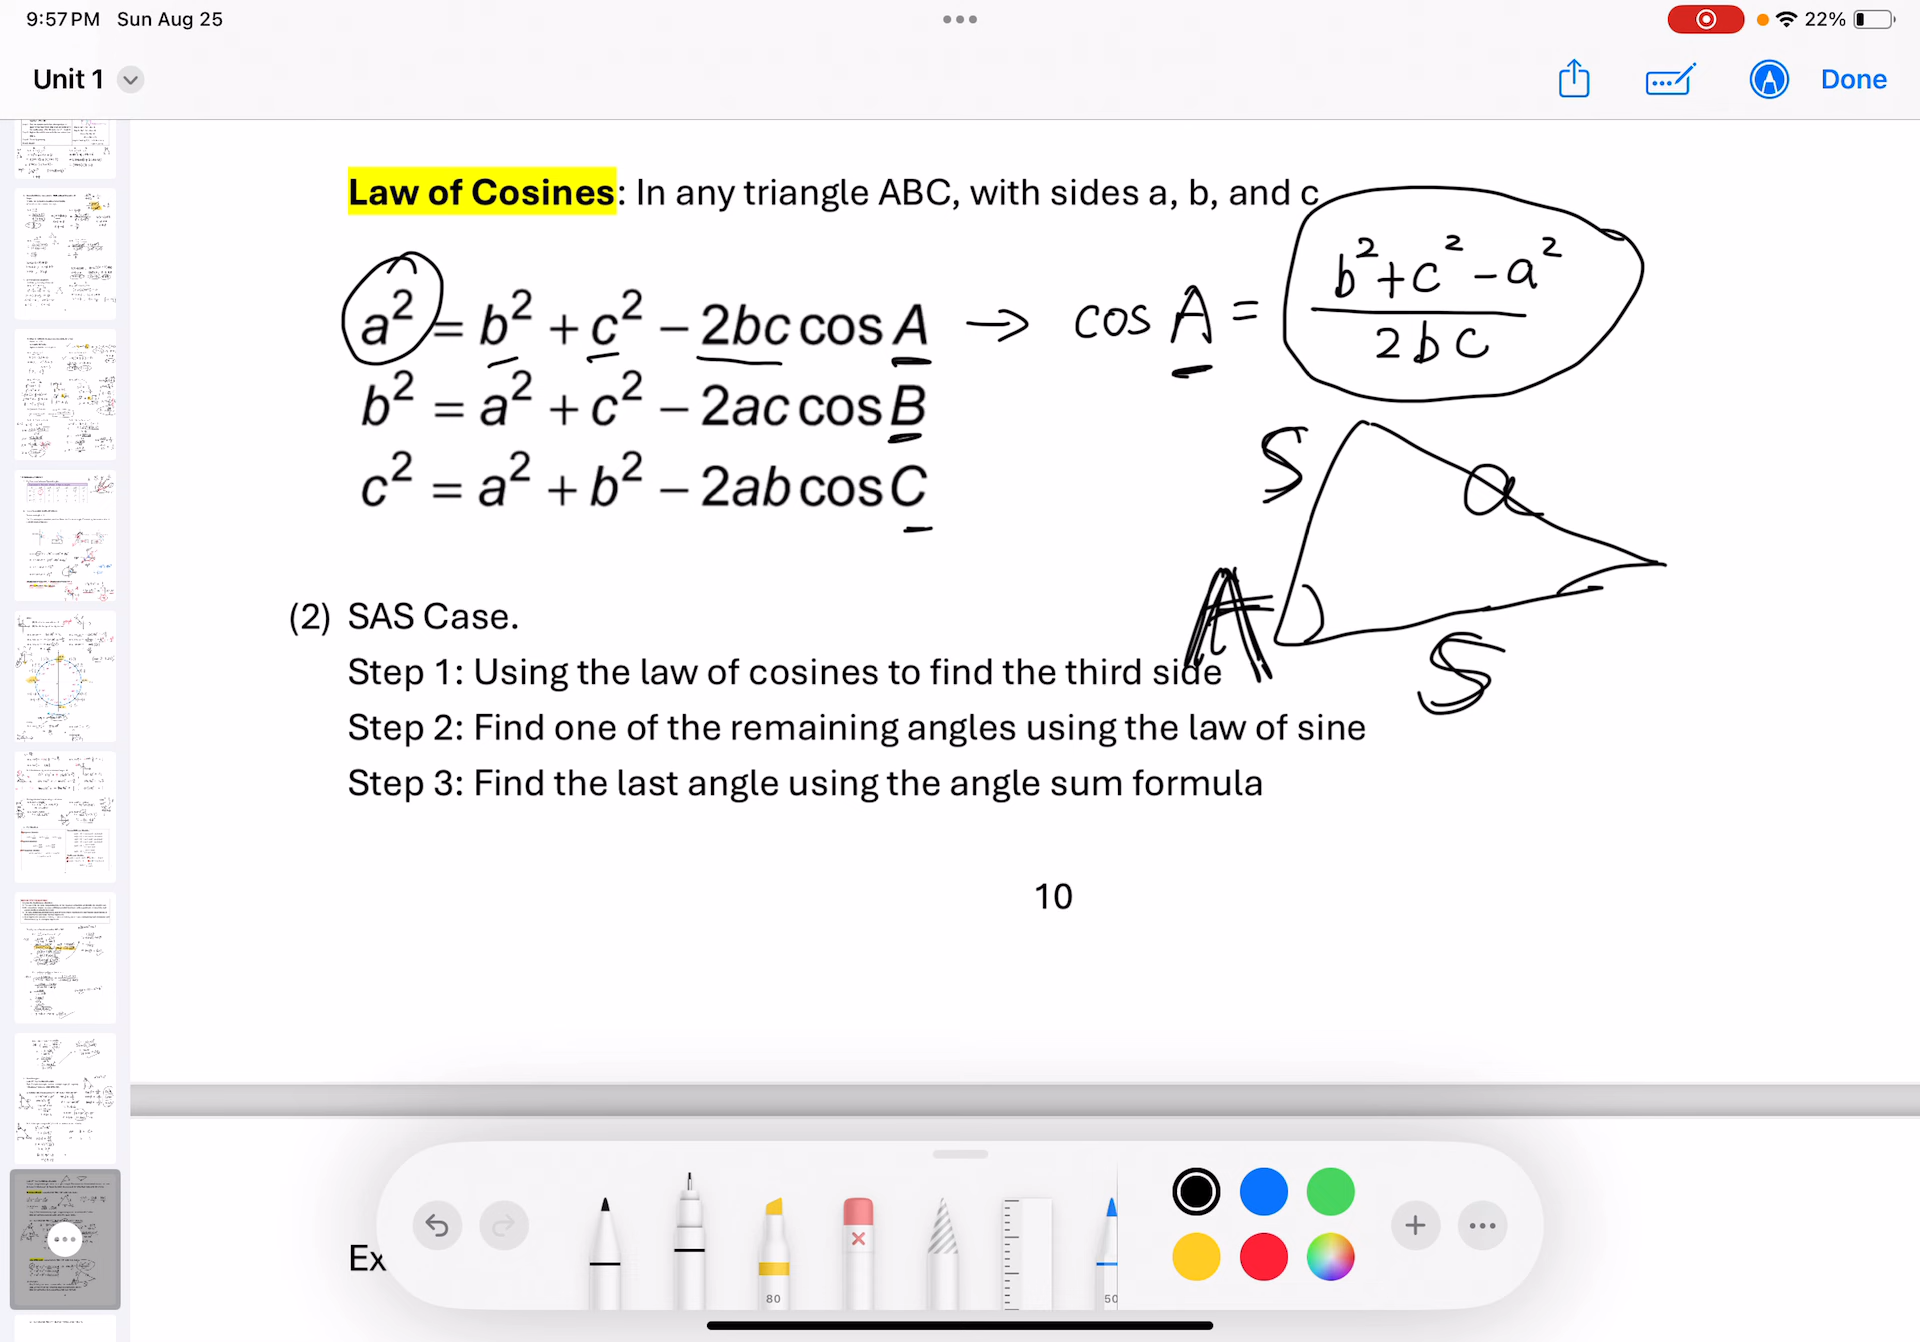 9:57 PM Sun Aug 25
22%
Unit 1
Done
Law of Cosines: In any triangle ABC, with sides a, b, and c
a² = b² + c² − 2bc cos A → cos A = (b² + c² − a²) / 2bc
b² = a² + c² − 2ac cos B
c² = a² + b² − 2ab cos C
S
a
A
S
(2) SAS Case.
Step 1: Using the law of cosines to find the third side
Step 2: Find one of the remaining angles using the law of sine
Step 3: Find the last angle using the angle sum formula
10
Ex
80
50